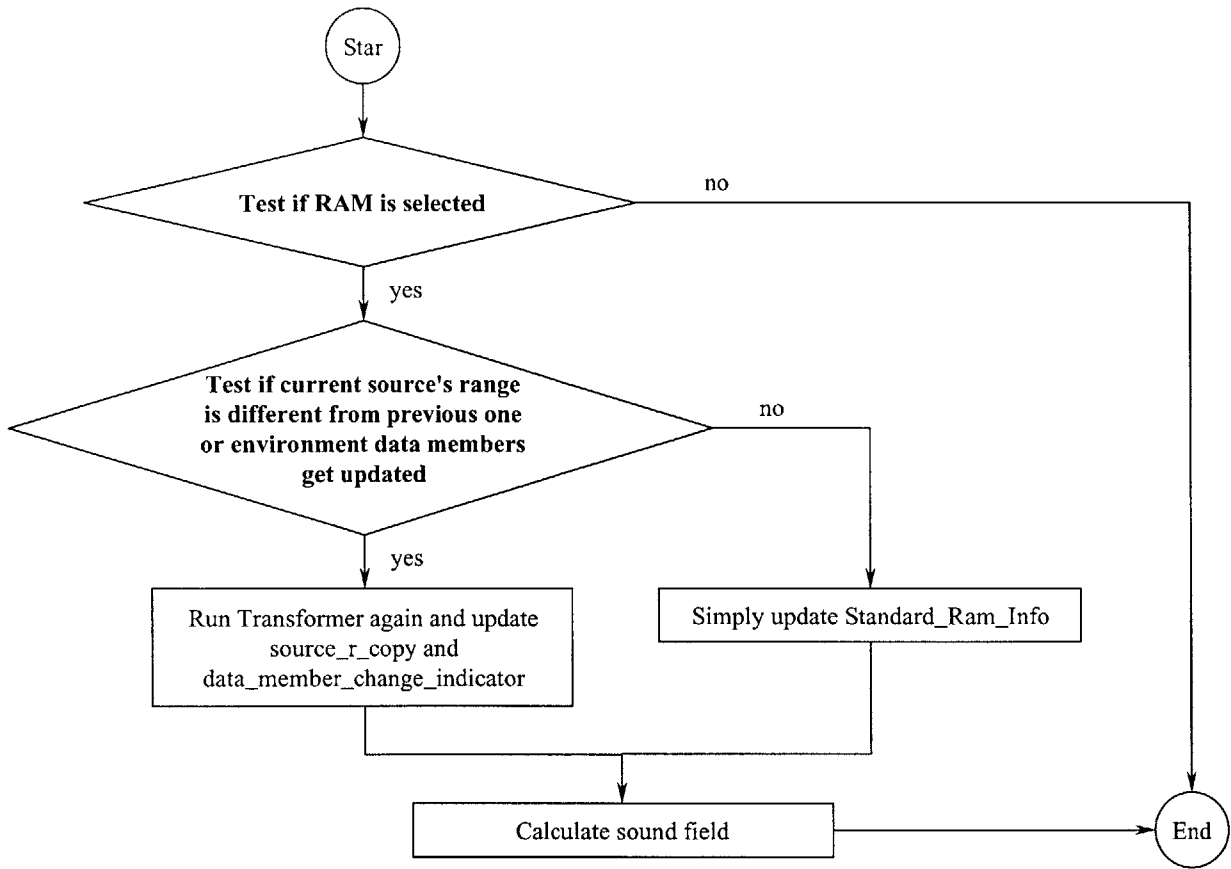 Star
Test if RAM is selected
no
yes
Test if current source's range
is different from previous one
or environment data members
get updated
no
yes
Run Transformer again and update
source_r_copy and
data_member_change_indicator
Simply update Standard_Ram_Info
Calculate sound field
End